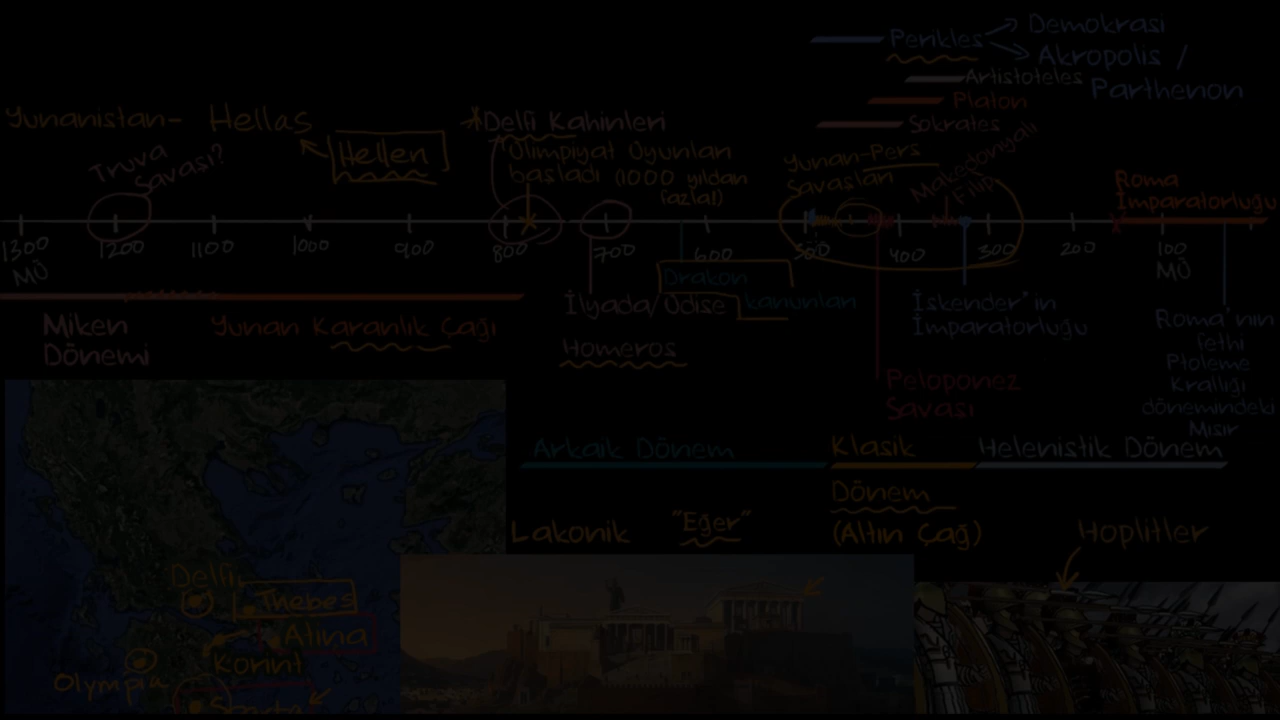 Perikles
Demokrasi
Akropolis /
Parthenon
Artistoteles
Platon
Sokrates
Yunanistan- Hellas
Hellen
Truva
Savaşı?
Delfi Kahinleri
Olimpiyat Oyunları
başladı (1000 yıldan
fazla!)
Yunan-Pers
Savaşları
Makedonyalı
Filip
Roma
İmparatorluğu
1300 1200 1100 1000 900 800 700 600 500 400 300 200 100
MÖ
MÖ
Drakon
kanunları
İlyada/Odise
Homeros
İskender'in
İmparatorluğu
Roma'nın
fethi
Ptoleme
Krallığı
dönemindeki
Mısır
Miken
Dönemi
Yunan Karanlık Çağı
Peloponez
Savaşı
Arkaik Dönem
Klasik
Dönem
(Altın Çağ)
Helenistik Dönem
Lakonik
"Eğer"
Hoplitler
Delfi
Thebes
Atina
Korint
Olympia
Sparta